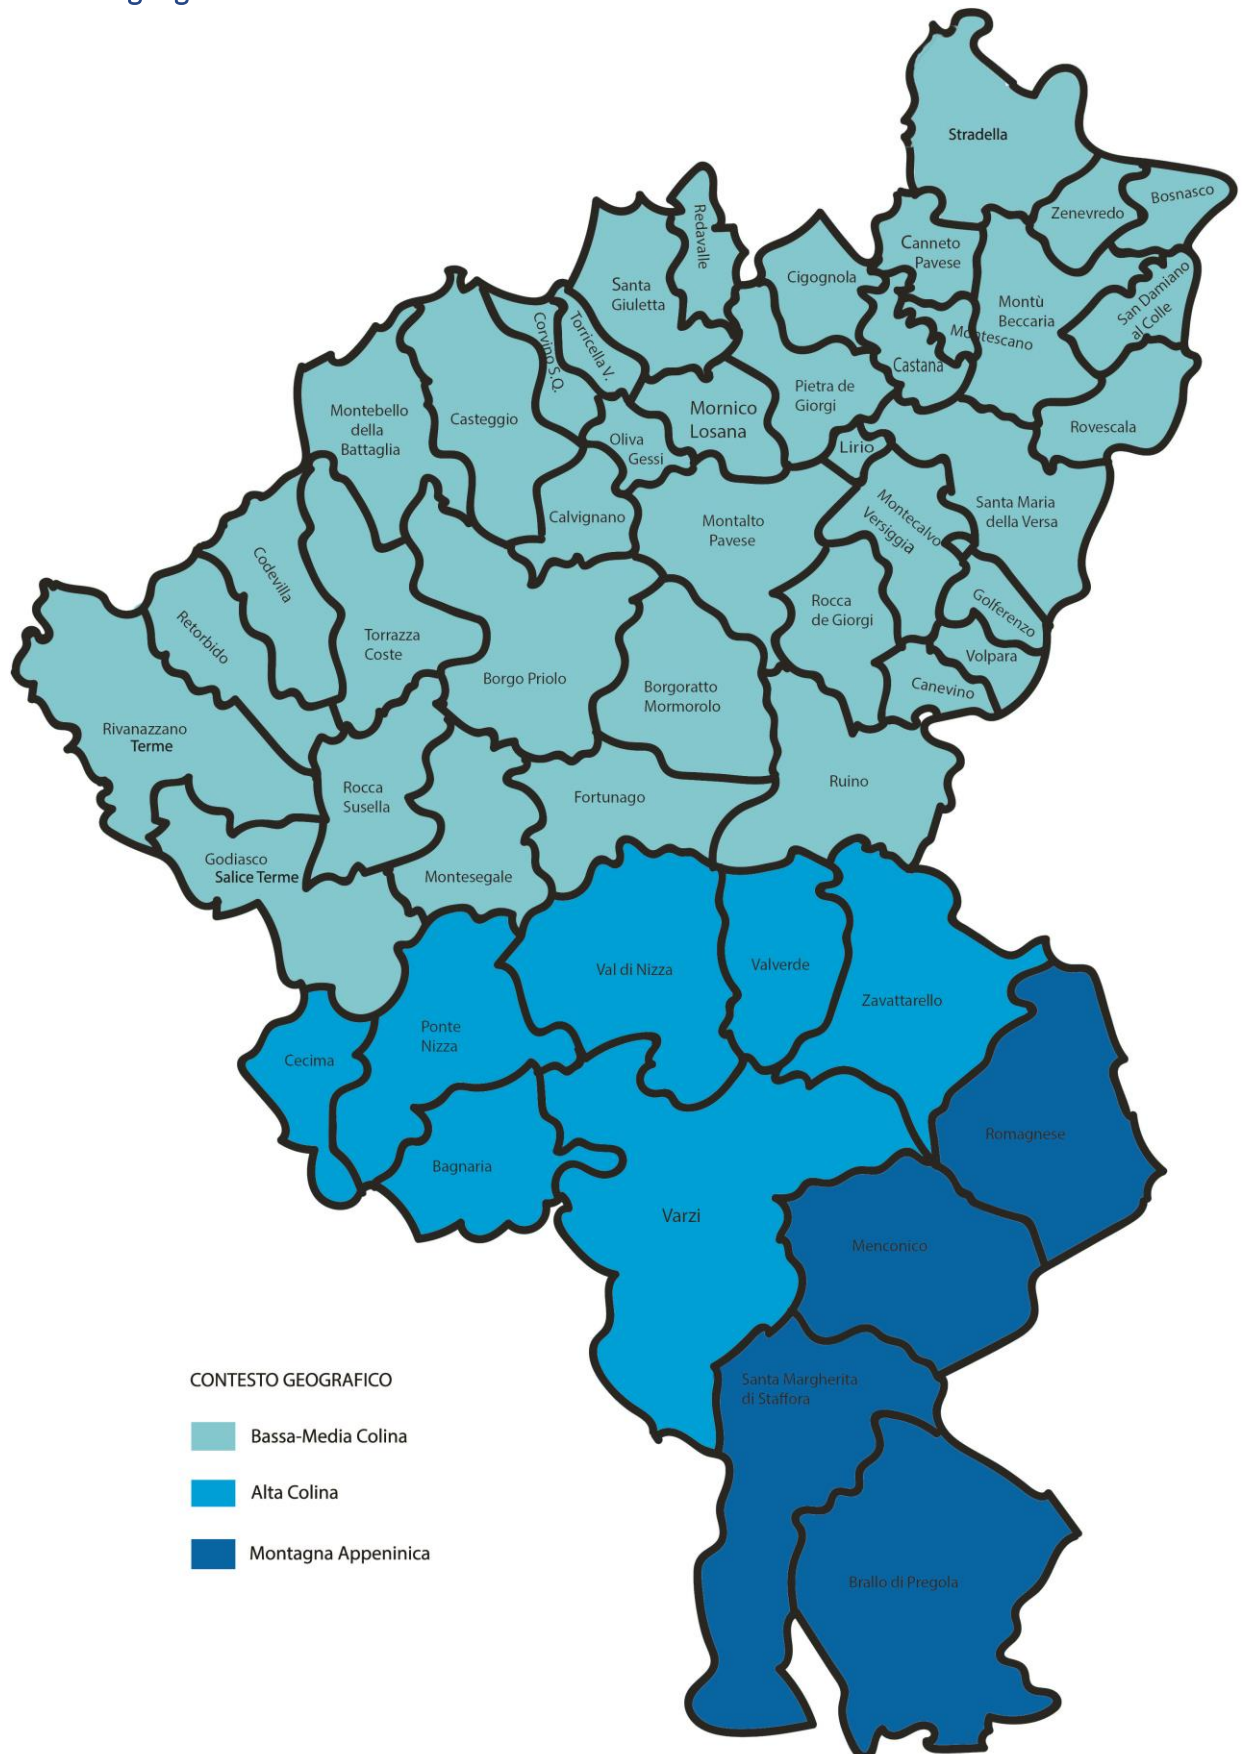 Stradella
Bosnasco
Zenevredo
Redavalle
Canneto
Pavese
Cigognola
Santa
Giuletta
San Damiano
al Colle
Montù
Beccaria
Montescano
Corvino S.Q.
Torricella V.
Castana
Pietra de
Giorgi
Montebello
della
Battaglia
Casteggio
Mornico
Losana
Rovescala
Oliva
Gessi
Lirio
Calvignano
Montalto
Pavese
Montecalvo
Versiggia
Santa Maria
della Versa
Codevilla
Retorbido
Torrazza
Coste
Rocca
de Giorgi
Golferenzo
Volpara
Canevino
Borgo Priolo
Borgoratto
Mormorolo
Rivanazzano
Terme
Rocca
Susella
Fortunago
Ruino
Godiasco
Salice Terme
Montesegale
Val di Nizza
Valverde
Zavattarello
Ponte
Nizza
Cecima
Romagnese
Bagnaria
Varzi
Menconico
Santa Margherita
di Staffora
Brallo di Pregola
CONTESTO GEOGRAFICO
Bassa-Media Colina
Alta Colina
Montagna Appeninica